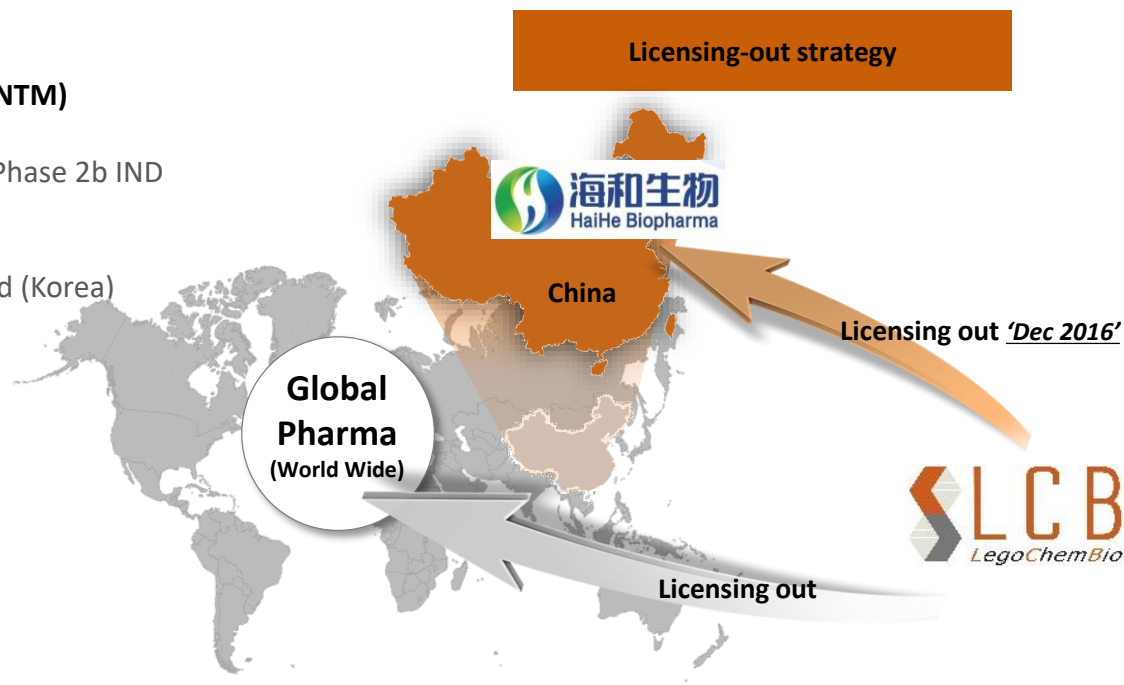 Licensing-out strategy
NTM)
Phase 2b IND
d (Korea)
海和生物
HaiHe Biopharma
China
Licensing out 'Dec 2016'
Global
Pharma
(World Wide)
LCB
LegoChemBio
Licensing out